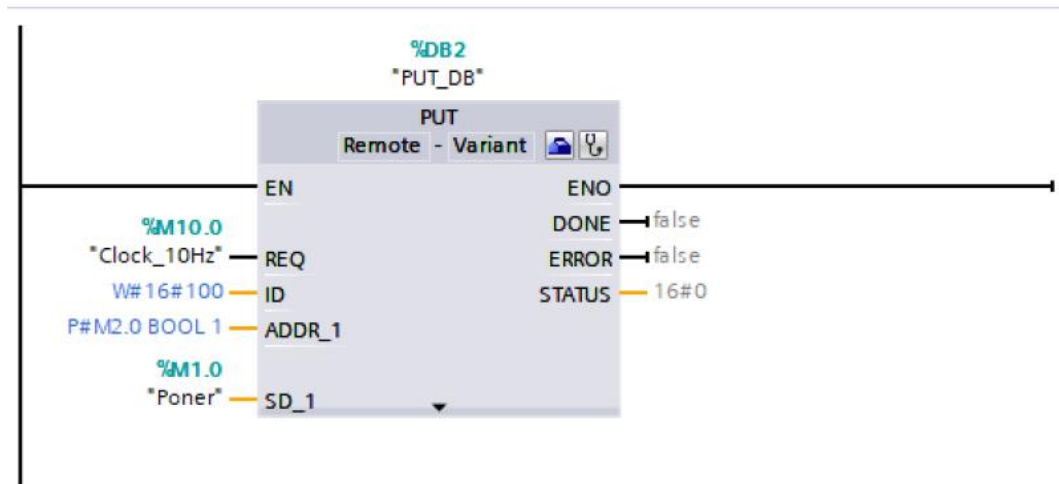 %DB2
"PUT_DB"
PUT
Remote - Variant
EN ENO
DONE false
%M10.0
"Clock_10Hz" REQ ERROR false
W#16#100 ID STATUS 16#0
P#M2.0 BOOL 1 ADDR_1
%M1.0
"Poner" SD_1